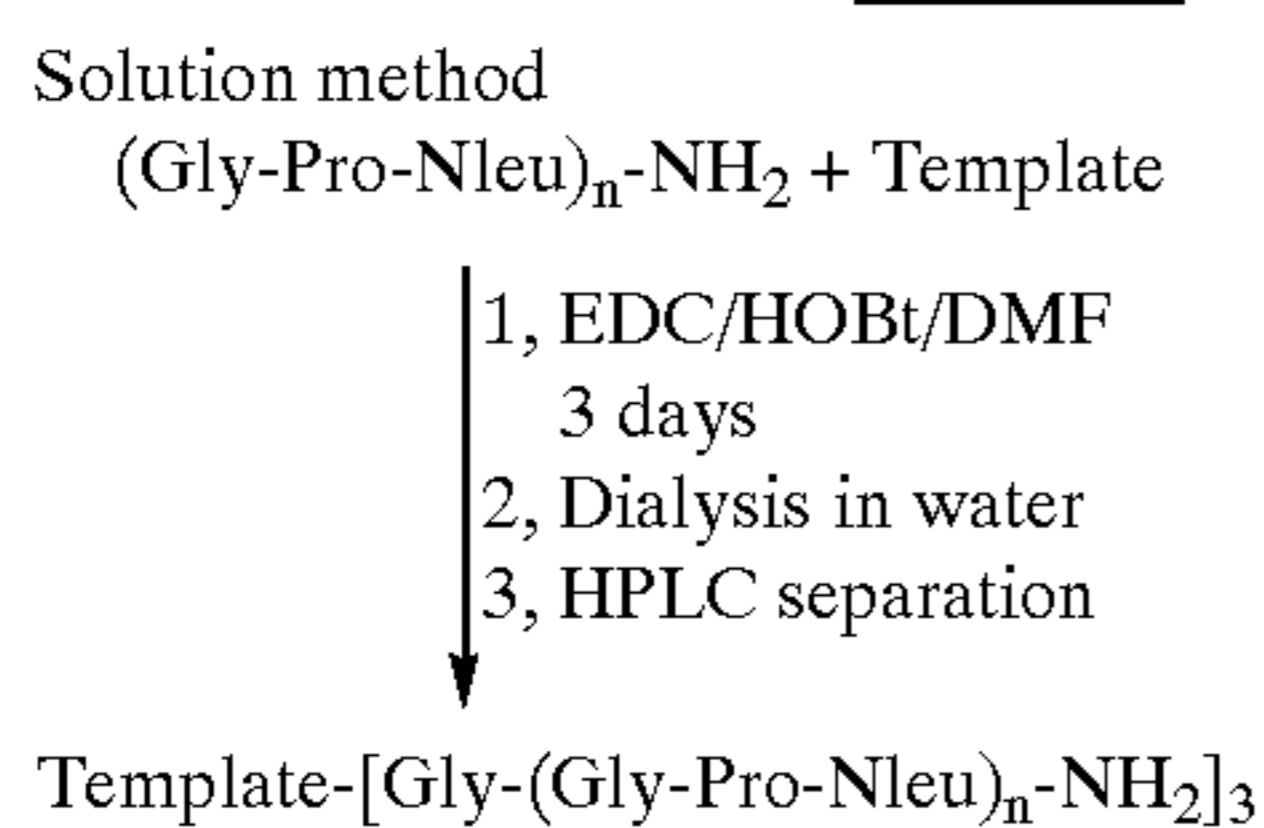 Solution method
(Gly-Pro-Nleu)n-NH2 + Template
1, EDC/HOBt/DMF
3 days
2, Dialysis in water
3, HPLC separation
Template-[Gly-(Gly-Pro-Nleu)n-NH2]3